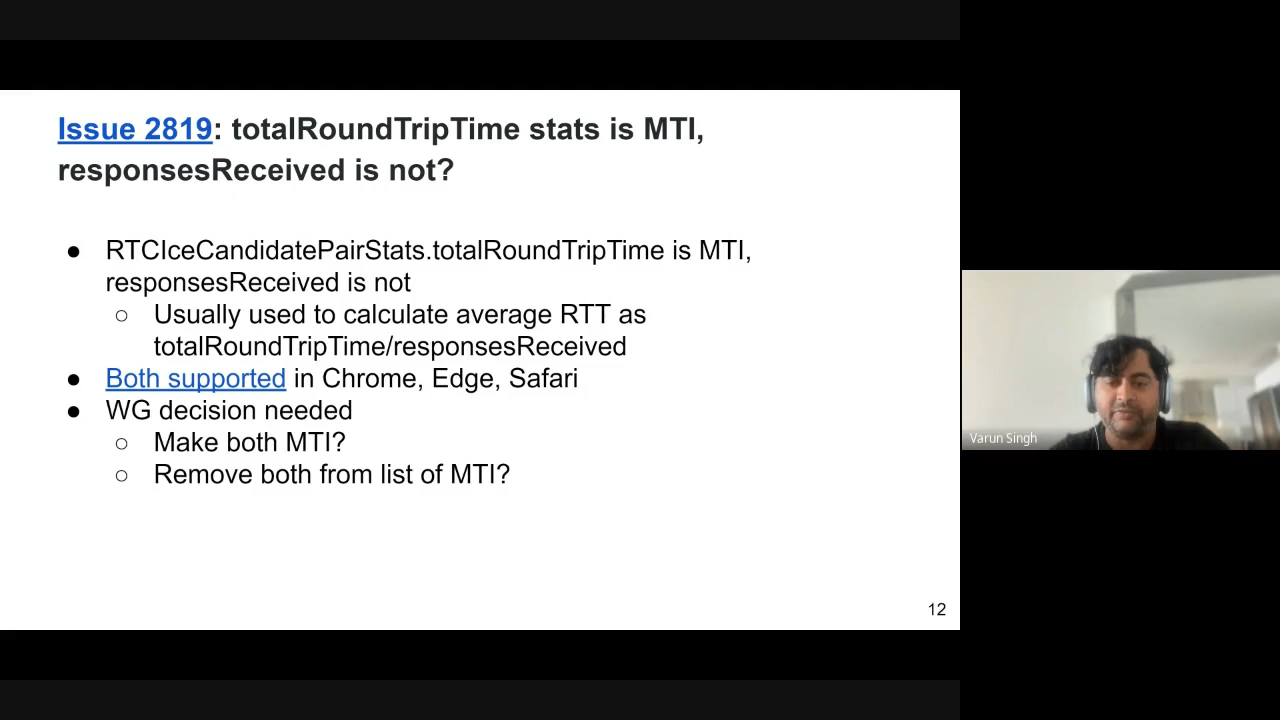 Issue 2819: totalRoundTripTime stats is MTI,
responsesReceived is not?
● RTCIceCandidatePairStats.totalRoundTripTime is MTI,
responsesReceived is not
○ Usually used to calculate average RTT as
totalRoundTripTime/responsesReceived
● Both supported in Chrome, Edge, Safari
● WG decision needed
○ Make both MTI?
○ Remove both from list of MTI?
12
Varun Singh